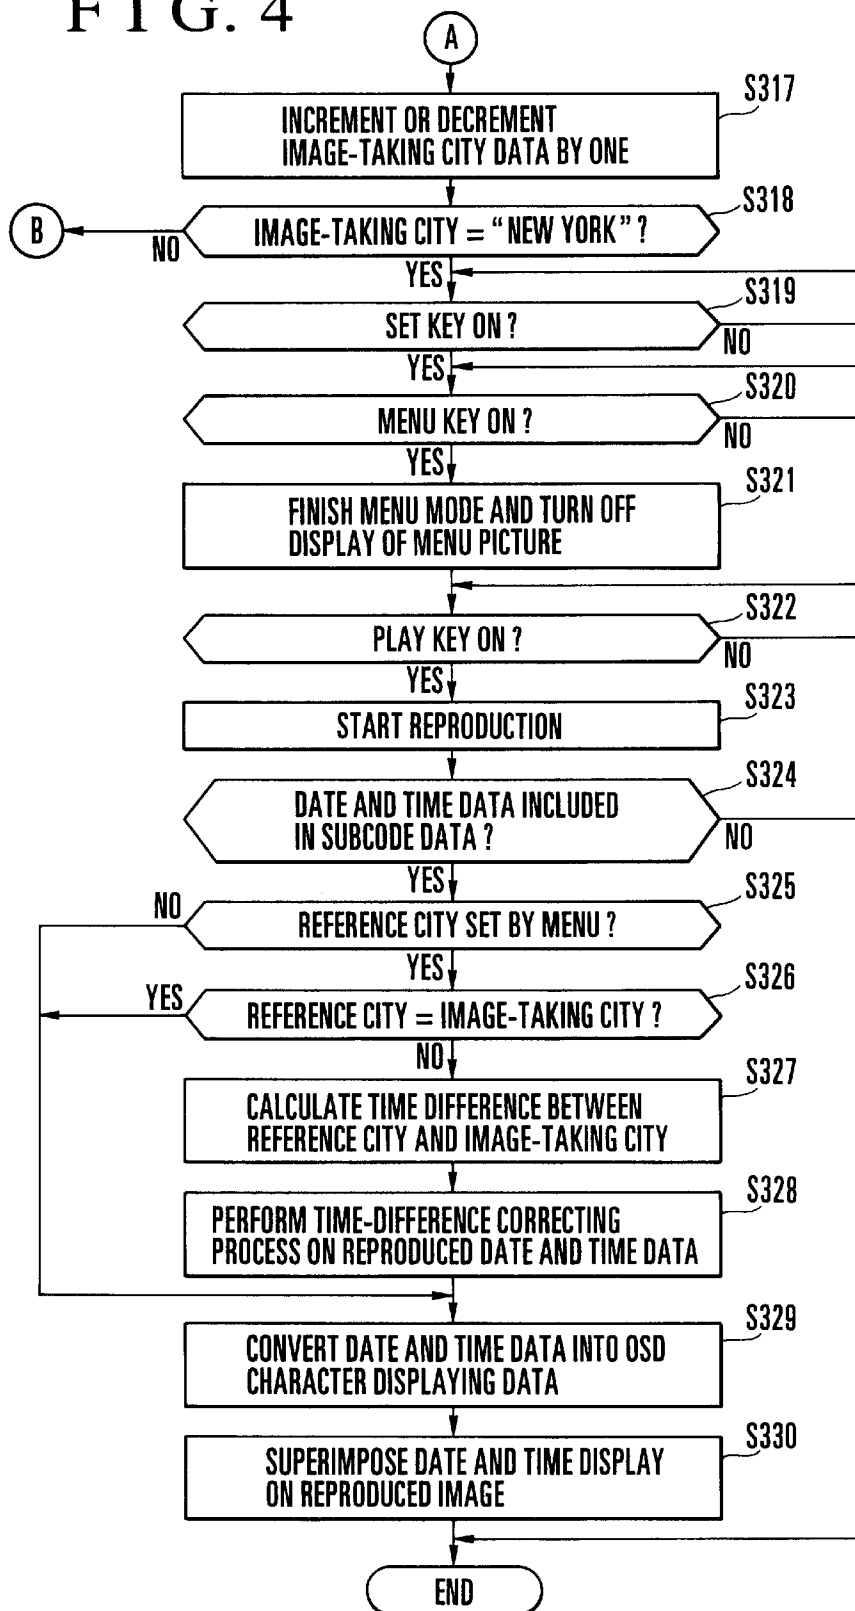 FIG. 4
A
S317
INCREMENT OR DECREMENT
IMAGE-TAKING CITY DATA BY ONE
S318
B
IMAGE-TAKING CITY = “NEW YORK” ?
NO
YES
S319
SET KEY ON ?
NO
YES
S320
MENU KEY ON ?
NO
YES
S321
FINISH MENU MODE AND TURN OFF
DISPLAY OF MENU PICTURE
S322
PLAY KEY ON ?
NO
YES
S323
START REPRODUCTION
S324
DATE AND TIME DATA INCLUDED
IN SUBCODE DATA ?
NO
YES
S325
NO
REFERENCE CITY SET BY MENU ?
YES
S326
YES
REFERENCE CITY = IMAGE-TAKING CITY ?
NO
S327
CALCULATE TIME DIFFERENCE BETWEEN
REFERENCE CITY AND IMAGE-TAKING CITY
S328
PERFORM TIME-DIFFERENCE CORRECTING
PROCESS ON REPRODUCED DATE AND TIME DATA
S329
CONVERT DATE AND TIME DATA INTO OSD
CHARACTER DISPLAYING DATA
S330
SUPERIMPOSE DATE AND TIME DISPLAY
ON REPRODUCED IMAGE
END